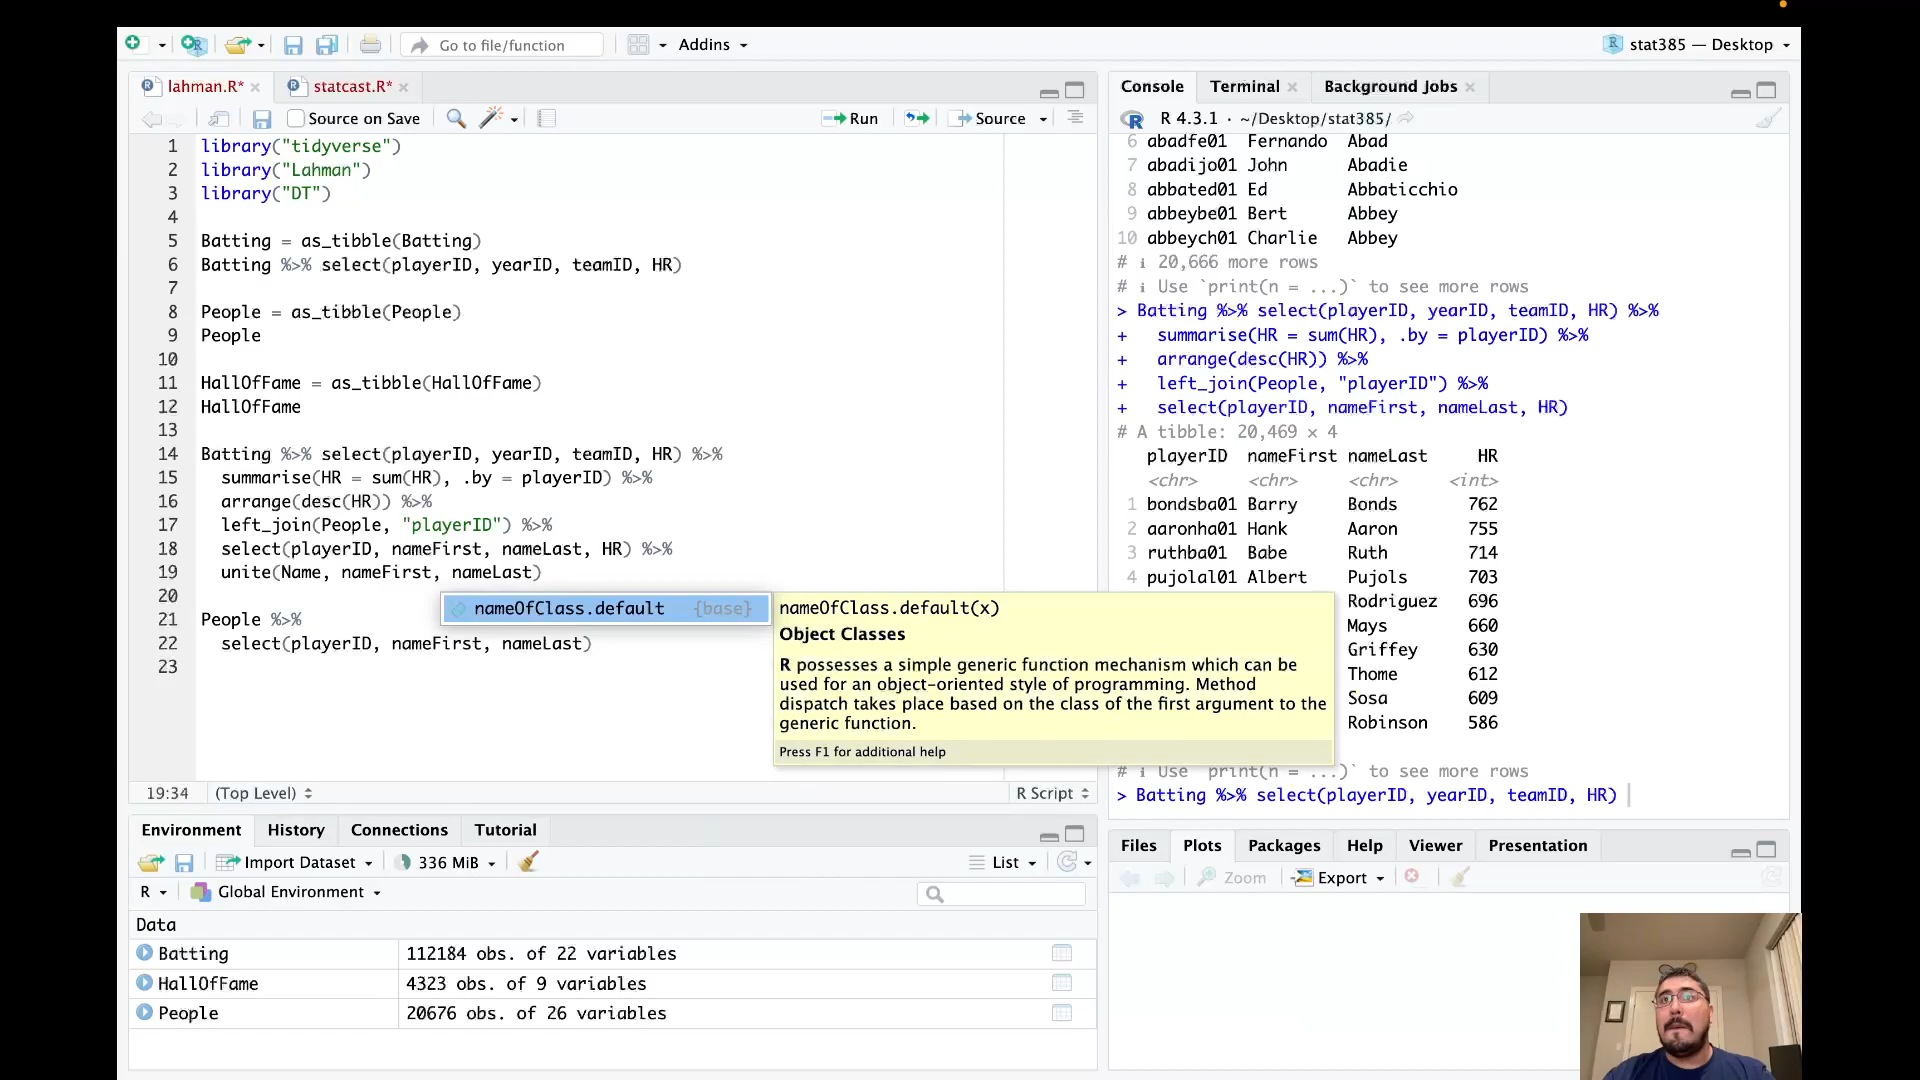 Go to file/function
Addins
stat385 — Desktop
lahman.R*
statcast.R*
Source on Save
Run
Source
1 library("tidyverse")
2 library("Lahman")
3 library("DT")
4
5 Batting = as_tibble(Batting)
6 Batting %>% select(playerID, yearID, teamID, HR)
7
8 People = as_tibble(People)
9 People
10
11 HallOfFame = as_tibble(HallOfFame)
12 HallOfFame
13
14 Batting %>% select(playerID, yearID, teamID, HR) %>%
15 summarise(HR = sum(HR), .by = playerID) %>%
16 arrange(desc(HR)) %>%
17 left_join(People, "playerID") %>%
18 select(playerID, nameFirst, nameLast, HR) %>%
19 unite(Name, nameFirst, nameLast)
20
21 People %>%
22 select(playerID, nameFirst, nameLast)
23
nameOfClass.default {base}
nameOfClass.default(x)
Object Classes
R possesses a simple generic function mechanism which can be
used for an object-oriented style of programming. Method
dispatch takes place based on the class of the first argument to the
generic function.
Press F1 for additional help
19:34 (Top Level) R Script
Console Terminal Background Jobs
R 4.3.1 · ~/Desktop/stat385/
6 abadfe01 Fernando Abad
7 abadijo01 John Abadie
8 abbated01 Ed Abbaticchio
9 abbeybe01 Bert Abbey
10 abbeych01 Charlie Abbey
# ℹ 20,666 more rows
# ℹ Use `print(n = ...)` to see more rows
> Batting %>% select(playerID, yearID, teamID, HR) %>%
+ summarise(HR = sum(HR), .by = playerID) %>%
+ arrange(desc(HR)) %>%
+ left_join(People, "playerID") %>%
+ select(playerID, nameFirst, nameLast, HR)
# A tibble: 20,469 × 4
playerID nameFirst nameLast HR
<chr> <chr> <chr> <int>
1 bondsba01 Barry Bonds 762
2 aaronha01 Hank Aaron 755
3 ruthba01 Babe Ruth 714
4 pujolal01 Albert Pujols 703
Rodriguez 696
Mays 660
Griffey 630
Thome 612
Sosa 609
Robinson 586
# ℹ Use `print(n = ...)` to see more rows
> Batting %>% select(playerID, yearID, teamID, HR)
Environment History Connections Tutorial
Import Dataset 336 MiB List
R Global Environment
Data
Batting 112184 obs. of 22 variables
HallOfFame 4323 obs. of 9 variables
People 20676 obs. of 26 variables
Files Plots Packages Help Viewer Presentation
Zoom Export